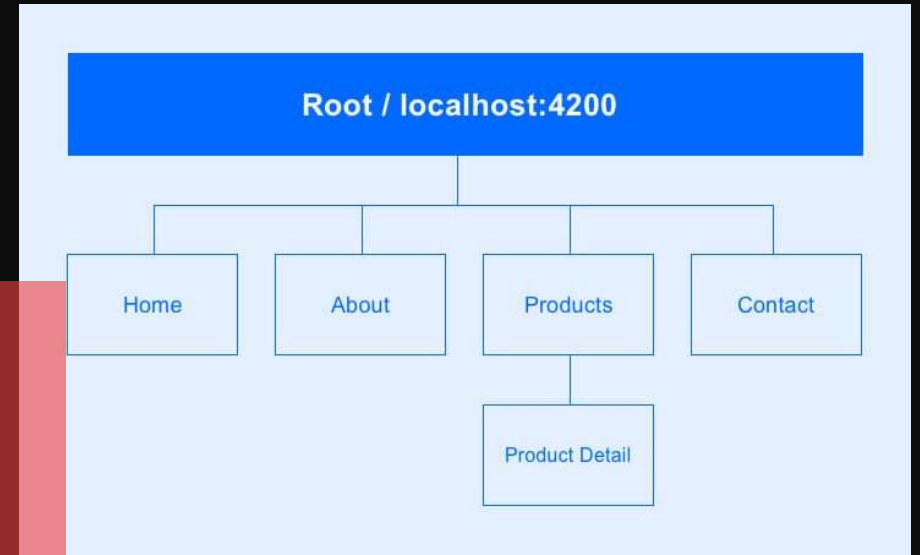 Root / localhost:4200
Home
About
Products
Contact
Product Detail